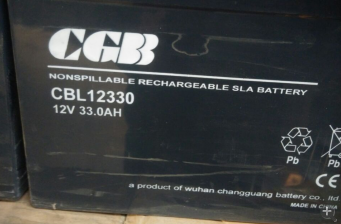 CGB
NONSPILLABLE RECHARGEABLE SLA BATTERY
CBL12330
12V 33.0AH
Pb
Pb
CE
a product of wuhan changguang battery co., ltd
MADE IN CHINA